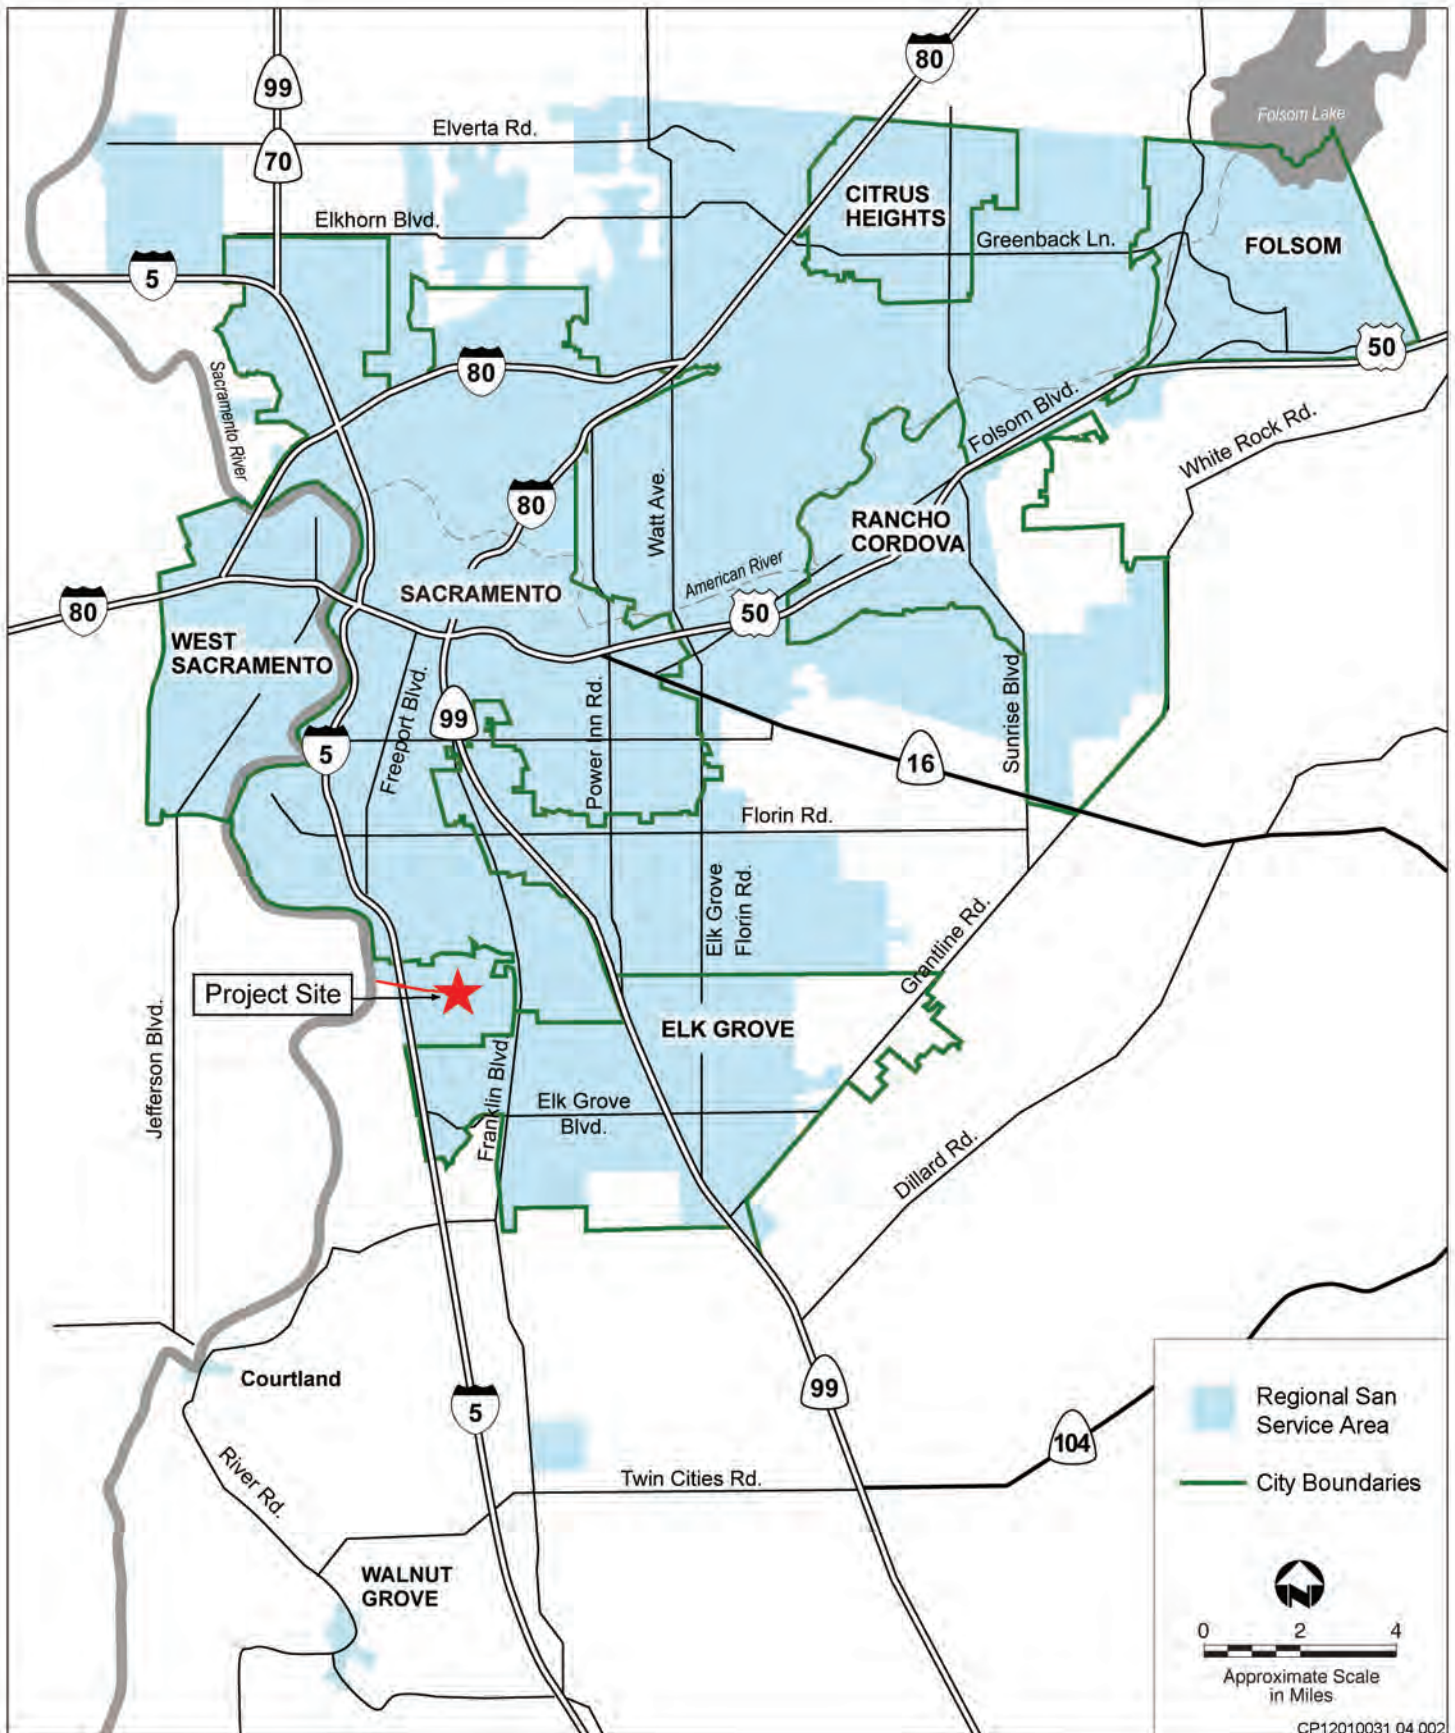 80
99
Folsom Lake
Elverta Rd.
70
CITRUS
HEIGHTS
Elkhorn Blvd.
Greenback Ln.
FOLSOM
5
50
80
Sacramento River
Folsom Blvd.
White Rock Rd.
80
Watt Ave.
RANCHO
CORDOVA
American River
SACRAMENTO
80
50
WEST
SACRAMENTO
Freeport Blvd.
99
Power Inn Rd.
Sunrise Blvd
5
16
Florin Rd.
Elk Grove
Florin Rd.
Grantline Rd.
Project Site
ELK GROVE
Jefferson Blvd.
Franklin Blvd
Elk Grove
Blvd.
Dillard Rd.
Courtland
99
5
104
River Rd.
Twin Cities Rd.
WALNUT
GROVE
Regional San
Service Area
City Boundaries
N
0 2 4
Approximate Scale
in Miles
CP12010031 04 002